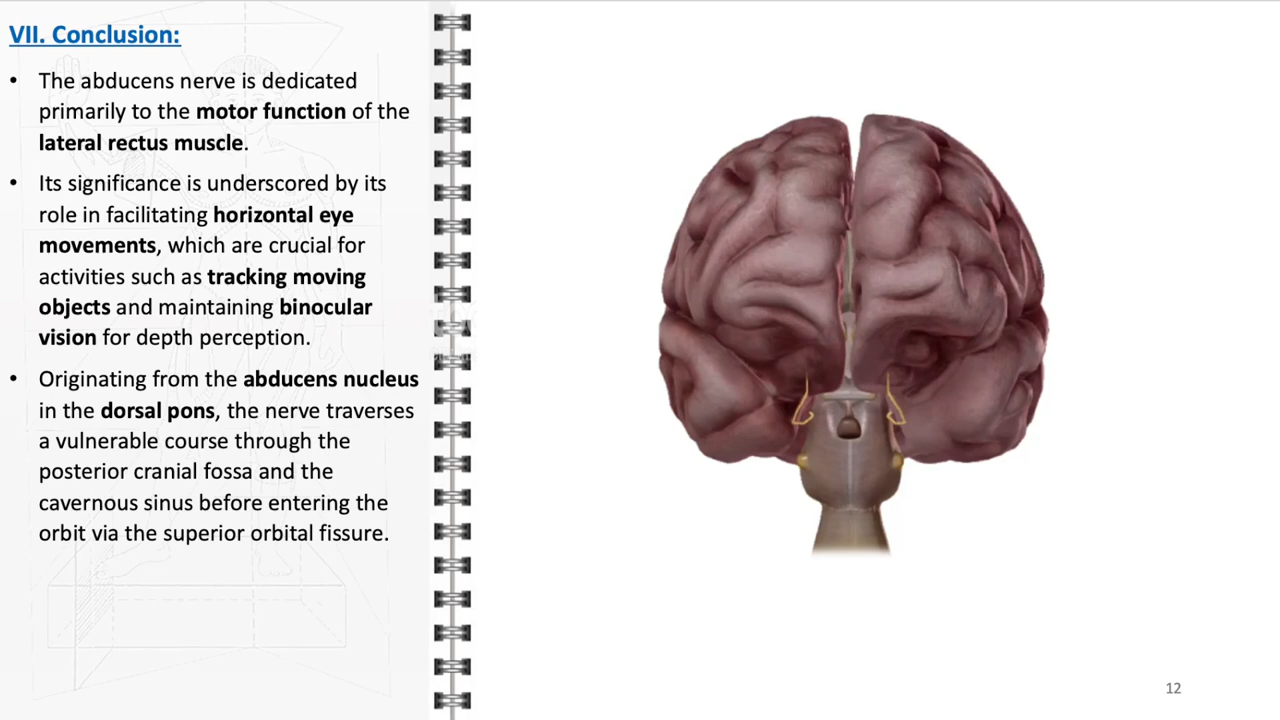 VII. Conclusion:
• The abducens nerve is dedicated
primarily to the motor function of the
lateral rectus muscle.
• Its significance is underscored by its
role in facilitating horizontal eye
movements, which are crucial for
activities such as tracking moving
objects and maintaining binocular
vision for depth perception.
• Originating from the abducens nucleus
in the dorsal pons, the nerve traverses
a vulnerable course through the
posterior cranial fossa and the
cavernous sinus before entering the
orbit via the superior orbital fissure.
12